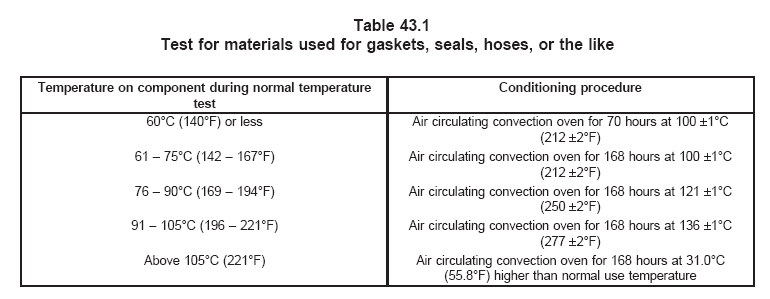 Table 43.1
Test for materials used for gaskets, seals, hoses, or the like
Temperature on component during normal temperature
test
Conditioning procedure
60°C (140°F) or less
Air circulating convection oven for 70 hours at 100 ±1°C
(212 ±2°F)
61 – 75°C (142 – 167°F)
Air circulating convection oven for 168 hours at 100 ±1°C
(212 ±2°F)
76 – 90°C (169 – 194°F)
Air circulating convection oven for 168 hours at 121 ±1°C
(250 ±2°F)
91 – 105°C (196 – 221°F)
Air circulating convection oven for 168 hours at 136 ±1°C
(277 ±2°F)
Above 105°C (221°F)
Air circulating convection oven for 168 hours at 31.0°C
(55.8°F) higher than normal use temperature